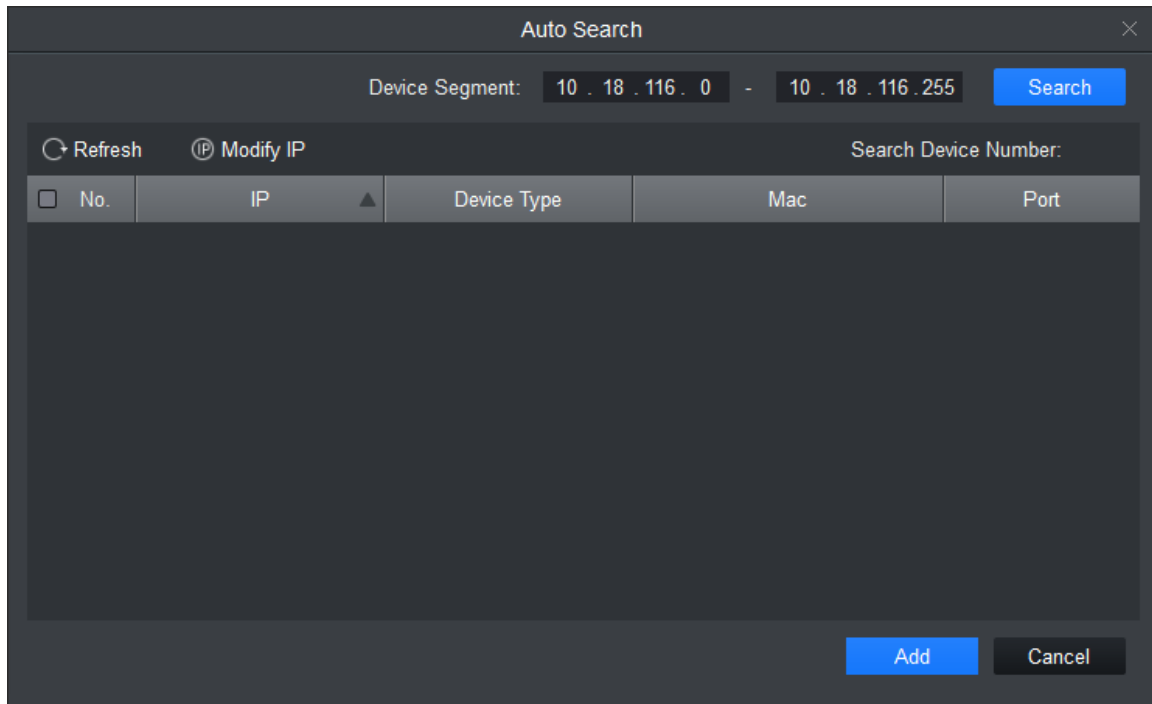 Auto Search
Device Segment: 10 . 18 . 116 . 0 - 10 . 18 . 116 . 255 Search
Refresh IP Modify IP Search Device Number:
No. IP Device Type Mac Port
Add Cancel